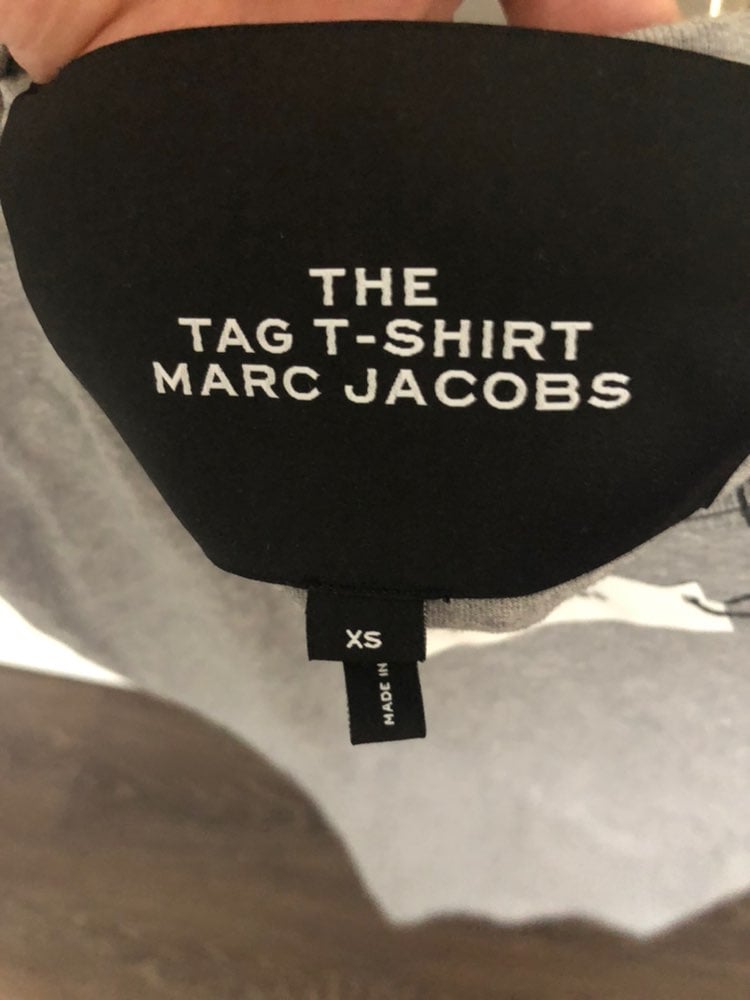 THE
TAG T-SHIRT
MARC JACOBS
XS
MADE IN